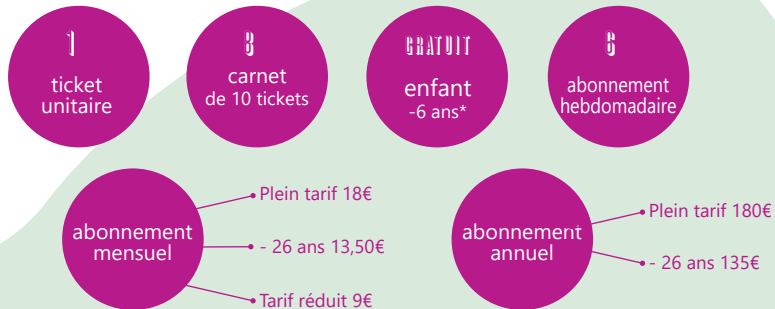 1
ticket
unitaire
8
carnet
de 10 tickets
GRATUIT
enfant
-6 ans*
6
abonnement
hebdomadaire
abonnement
mensuel
Plein tarif 18€
- 26 ans 13,50€
Tarif réduit 9€
abonnement
annuel
Plein tarif 180€
- 26 ans 135€